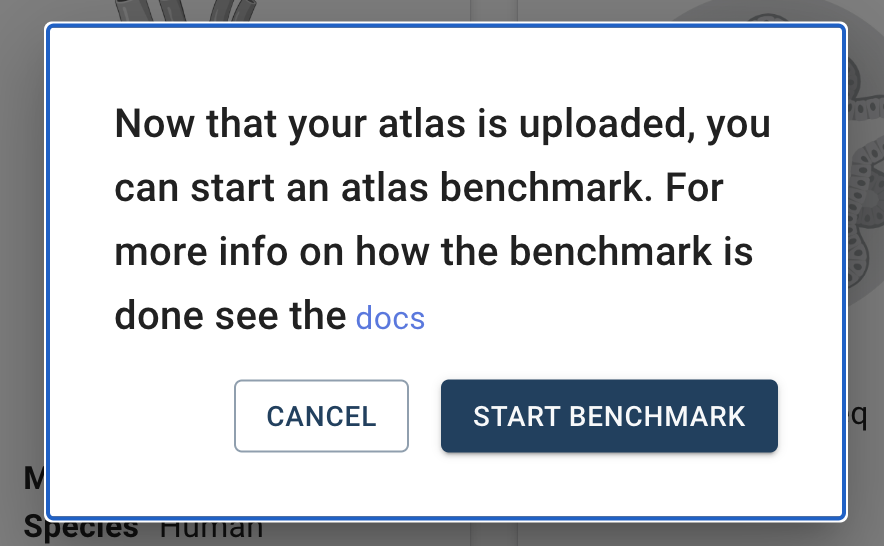 Now that your atlas is uploaded, you
can start an atlas benchmark. For
more info on how the benchmark is
done see the docs
CANCEL
START BENCHMARK
Species Human